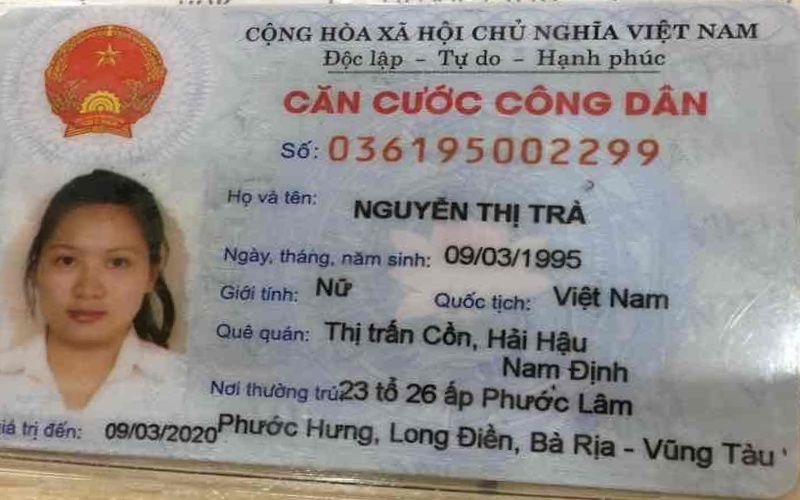 CỘNG HÒA XÃ HỘI CHỦ NGHĨA VIỆT NAM
Độc lập - Tự do - Hạnh phúc
CĂN CƯỚC CÔNG DÂN
Số: 036195002299
Họ và tên: NGUYỄN THỊ TRÀ
Ngày, tháng, năm sinh: 09/03/1995
Giới tính: Nữ Quốc tịch: Việt Nam
Quê quán: Thị trấn Cồn, Hải Hậu
Nam Định
Nơi thường trú: 23 tổ 26 ấp Phước Lâm
iá trị đến: 09/03/2020 Phước Hưng, Long Điền, Bà Rịa - Vũng Tàu